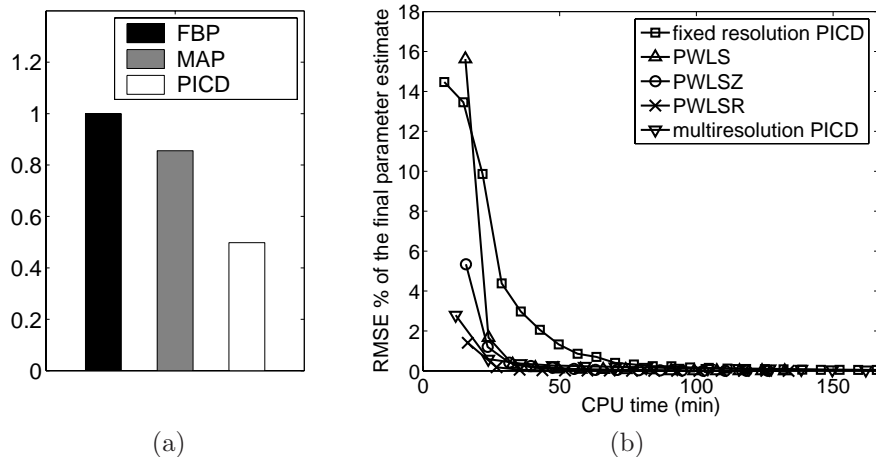 FBP
MAP
PICD
1.2
1
0.8
0.6
0.4
0.2
0
(a)
RMSE % of the final parameter estimate
18
16
14
12
10
8
6
4
2
0
fixed resolution PICD
PWLS
PWLSZ
PWLSR
multiresolution PICD
0 50 100 150
CPU time (min)
(b)